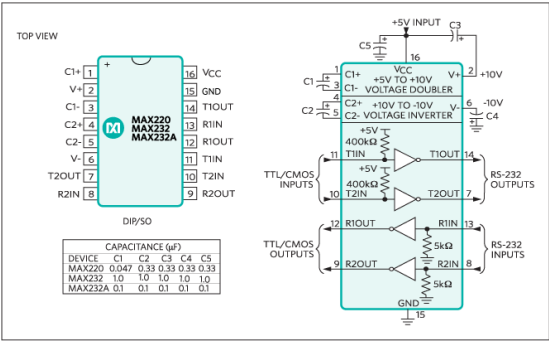 TOP VIEW
C1+ 1
V+ 2
C1- 3
C2+ 4
C2- 5
V- 6
T2OUT 7
R2IN 8
16 VCC
15 GND
14 T1OUT
13 R1IN
12 R1OUT
11 T1IN
10 T2IN
9 R2OUT
+
MAX220
MAX232
MAX232A
DIP/SO
CAPACITANCE (µF)
DEVICE C1 C2 C3 C4 C5
MAX220 0.047 0.33 0.33 0.33 0.33
MAX232 1.0 1.0 1.0 1.0 1.0
MAX232A 0.1 0.1 0.1 0.1 0.1
+5V INPUT
C3
C5
16
VCC
1 C1+
C1
3 C1-
+5V TO +10V
VOLTAGE DOUBLER
V+ 2
+10V
4 C2+
C2
5 C2-
+10V TO -10V
VOLTAGE INVERTER
V- 6
-10V
C4
+5V
400kΩ
11 T1IN
T1OUT 14
+5V
400kΩ
10 T2IN
T2OUT 7
TTL/CMOS
INPUTS
RS-232
OUTPUTS
12 R1OUT
R1IN 13
5kΩ
9 R2OUT
R2IN 8
5kΩ
TTL/CMOS
OUTPUTS
RS-232
INPUTS
GND
15